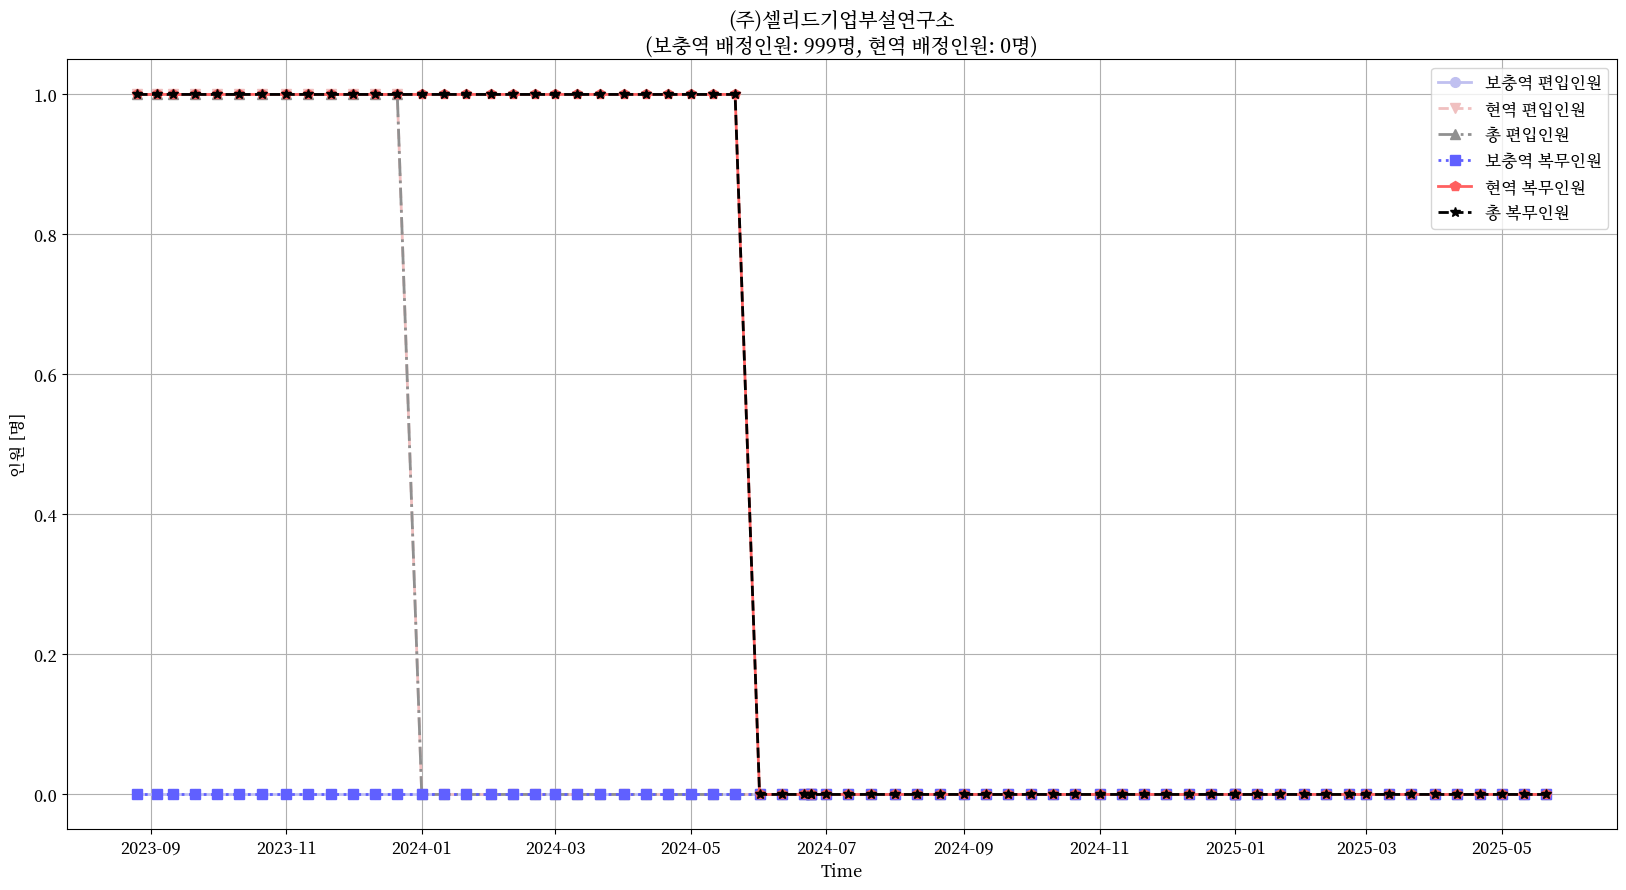 (주)셀리드기업부설연구소
(보충역 배정인원: 999명, 현역 배정인원: 0명)
보충역 편입인원
현역 편입인원
총 편입인원
보충역 복무인원
현역 복무인원
총 복무인원
인원 [명]
1.0
0.8
0.6
0.4
0.2
0.0
2023-09 2023-11 2024-01 2024-03 2024-05 2024-07 2024-09 2024-11 2025-01 2025-03 2025-05
Time